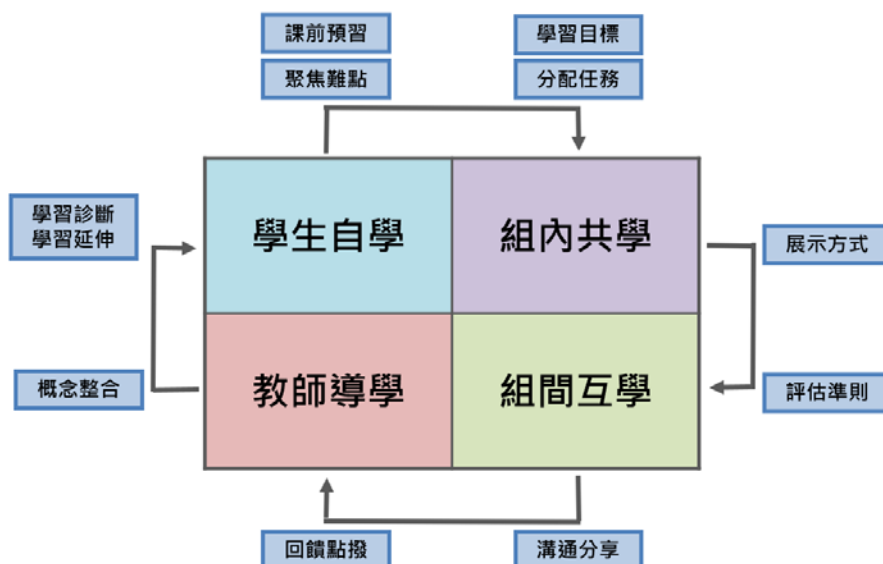 課前預習
學習目標
聚焦難點
分配任務
學生自學
組內共學
學習診斷
學習延伸
展示方式
教師導學
組間互學
概念整合
評估準則
回饋點撥
溝通分享